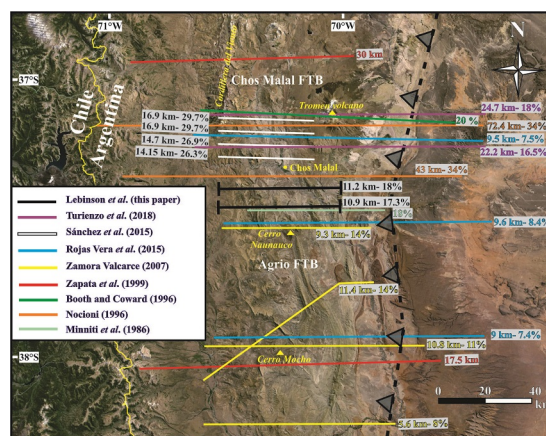 71°W
70°W
N
Cordillera del Viento
30 km
37°S
Chos Malal FTB
Tromen volcano
Chile
Argentina
24.7 km- 18%
20 %
16.9 km- 29.7%
72.4 km- 34%
16.9 km- 29.7%
9.5 km- 7.5%
14.7 km- 26.9%
22.2 km- 16.5%
14.15 km- 26.3%
Chos Malal
43 km- 34%
11.2 km- 18%
10.9 km- 17.3%
18%
9.6 km- 8.4%
Cerro
Naunauco
9.3 km- 14%
Agrio FTB
11.4 km- 14%
9 km- 7.4%
10.8 km- 11%
38°S
Cerro Mocho
17.5 km
5.6 km- 8%
0 20 40
km
Lebinson et al. (this paper)
Turienzo et al. (2018)
Sánchez et al. (2015)
Rojas Vera et al. (2015)
Zamora Valcarce (2007)
Zapata et al. (1999)
Booth and Coward (1996)
Nocioni (1996)
Minniti et al. (1986)